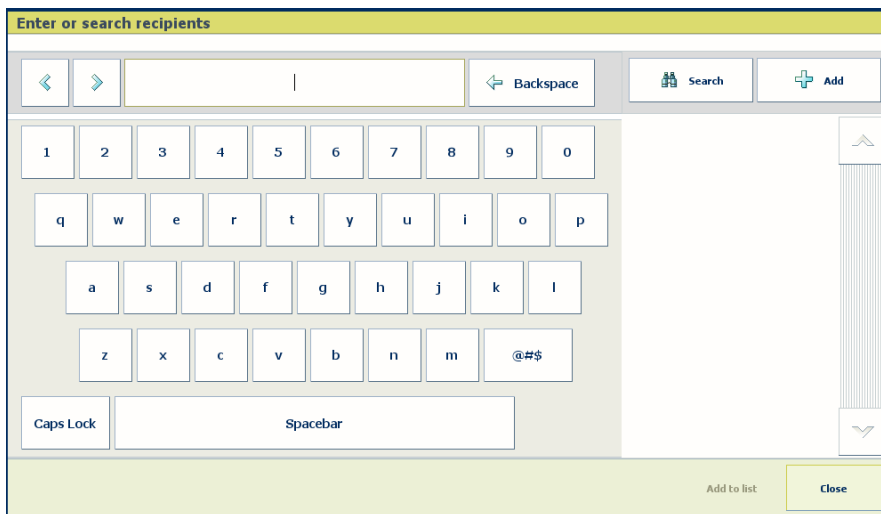 Enter or search recipients
Backspace
Search
Add
1 2 3 4 5 6 7 8 9 0
q w e r t y u i o p
a s d f g h j k l
z x c v b n m @#$
Caps Lock Spacebar
Add to list Close